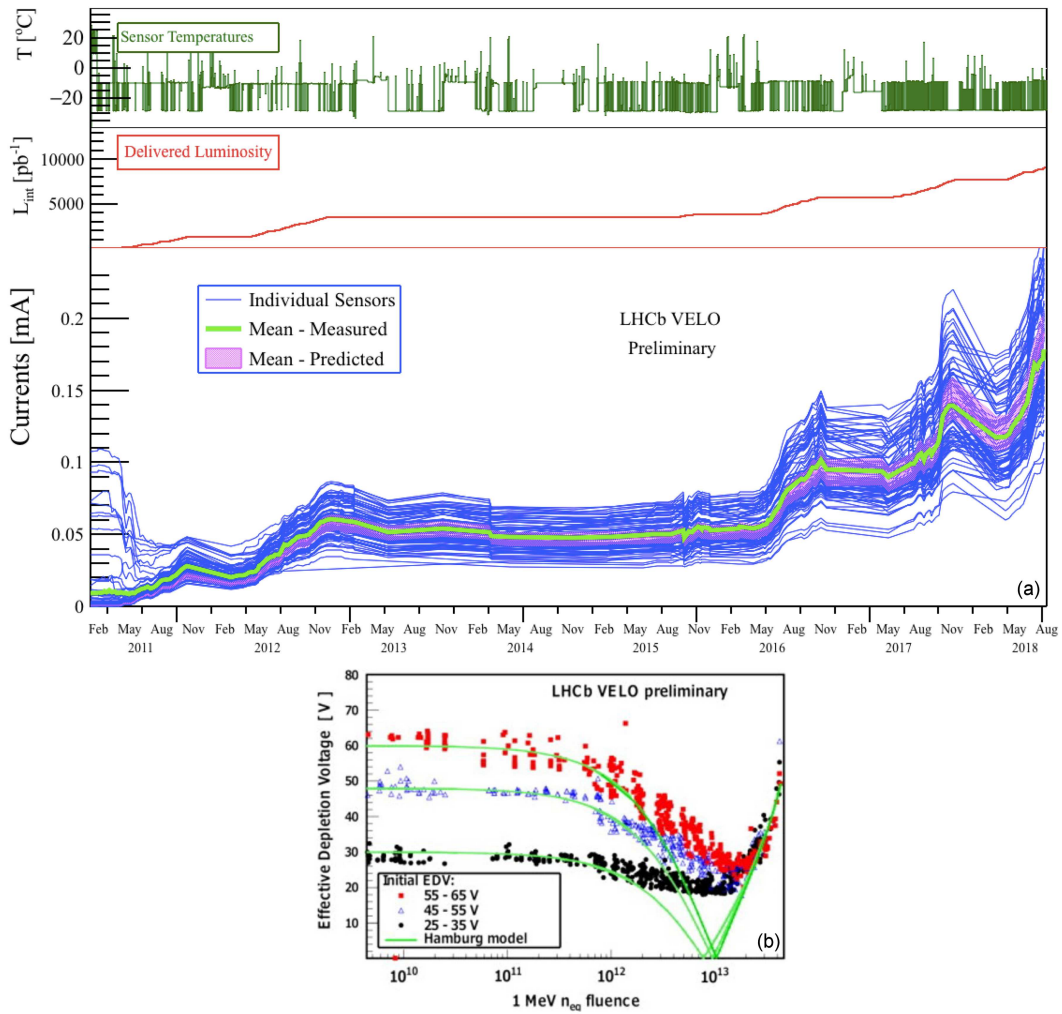 T [°C]
20
0
−20
Sensor Temperatures
L_int [pb⁻¹]
10000
5000
Delivered Luminosity
Currents [mA]
0.2
0.15
0.1
0.05
0
Individual Sensors
Mean - Measured
Mean - Predicted
LHCb VELO
Preliminary
(a)
Feb May Aug Nov Feb May Aug Nov Feb May Aug Nov Feb May Aug Nov Feb May Aug Nov Feb May Aug Nov Feb May Aug Nov Feb May Aug
2011 2012 2013 2014 2015 2016 2017 2018
Effective Depletion Voltage [V]
80
70
60
50
40
30
20
10
LHCb VELO preliminary
Initial EDV:
55 - 65 V
45 - 55 V
25 - 35 V
Hamburg model
(b)
10¹⁰ 10¹¹ 10¹² 10¹³
1 MeV n_eq fluence